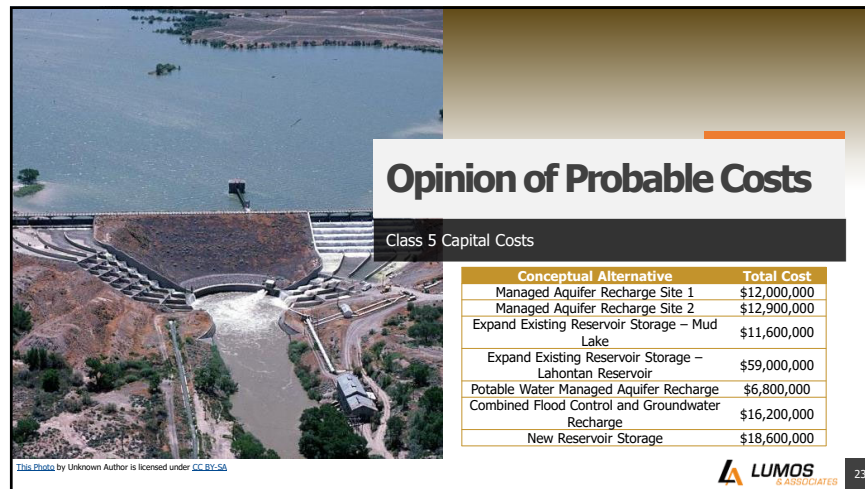 Opinion of Probable Costs
Class 5 Capital Costs
Conceptual Alternative Total Cost
Managed Aquifer Recharge Site 1 $12,000,000
Managed Aquifer Recharge Site 2 $12,900,000
Expand Existing Reservoir Storage – Mud
Lake $11,600,000
Expand Existing Reservoir Storage –
Lahontan Reservoir $59,000,000
Potable Water Managed Aquifer Recharge $6,800,000
Combined Flood Control and Groundwater
Recharge $16,200,000
New Reservoir Storage $18,600,000
This Photo by Unknown Author is licensed under CC BY-SA
LUMOS
& ASSOCIATES
23